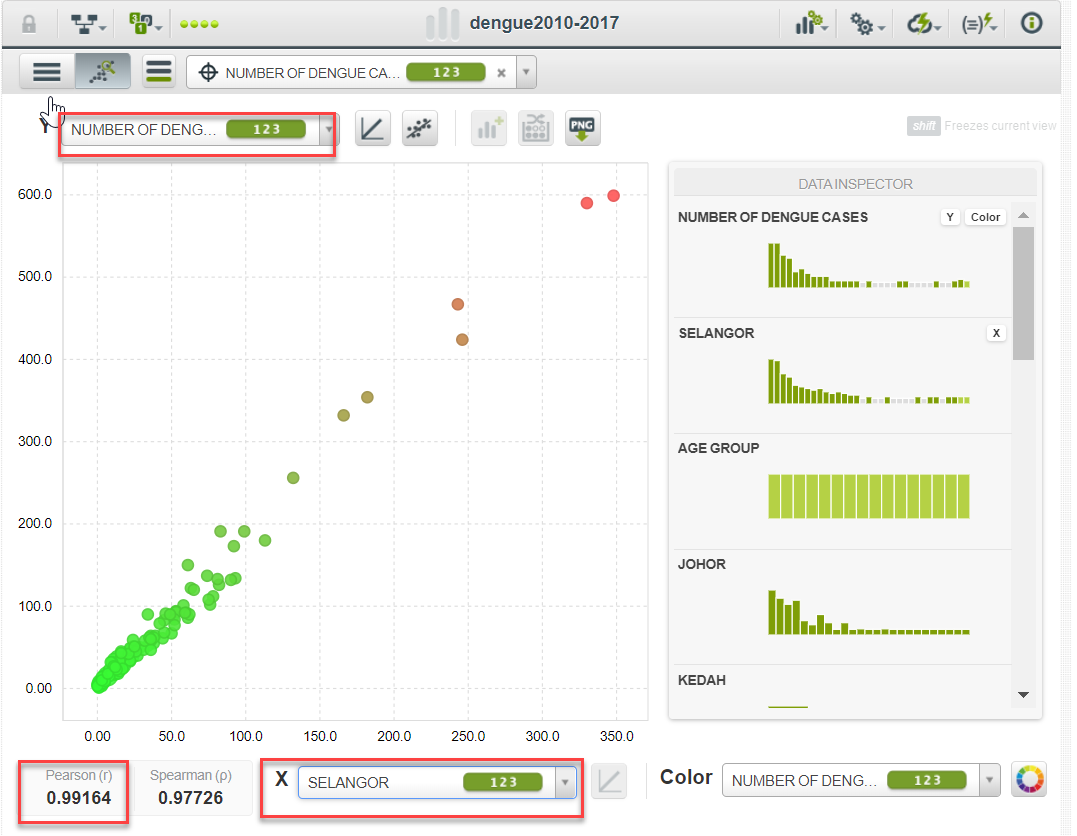 dengue2010-2017
NUMBER OF DENGUE CA... 123 ×
Y NUMBER OF DENG... 123
PNG
shift Freezes current view
DATA INSPECTOR
NUMBER OF DENGUE CASES Y Color
SELANGOR X
AGE GROUP
JOHOR
KEDAH
600.0
500.0
400.0
300.0
200.0
100.0
0.00
0.00 50.0 100.0 150.0 200.0 250.0 300.0 350.0
Pearson (r) Spearman (ρ)
0.99164 0.97726
X SELANGOR 123
Color NUMBER OF DENG... 123